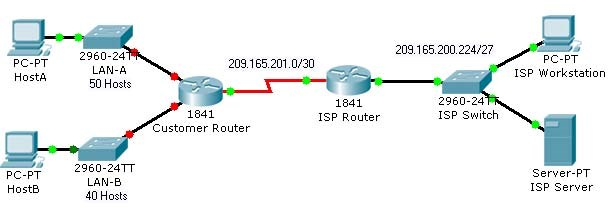 PC-PT
HostA
2960-24TT
LAN-A
50 Hosts
209.165.201.0/30
1841
Customer Router
1841
ISP Router
209.165.200.224/27
2960-24TT
ISP Switch
PC-PT
ISP Workstation
PC-PT
HostB
2960-24TT
LAN-B
40 Hosts
Server-PT
ISP Server